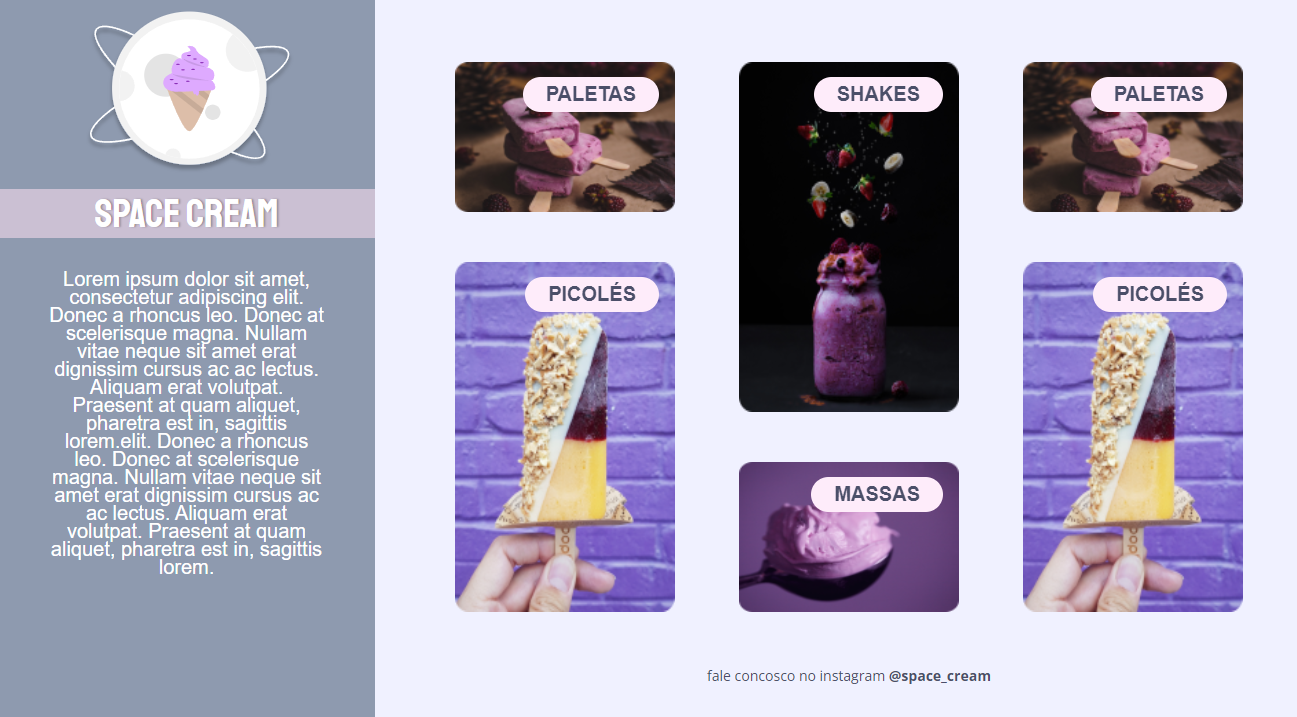 SPACE CREAM
Lorem ipsum dolor sit amet,
consectetur adipiscing elit.
Donec a rhoncus leo. Donec at
scelerisque magna. Nullam
vitae neque sit amet erat
dignissim cursus ac ac lectus.
Aliquam erat volutpat.
Praesent at quam aliquet,
pharetra est in, sagittis
lorem.elit. Donec a rhoncus
leo. Donec at scelerisque
magna. Nullam vitae neque sit
amet erat dignissim cursus ac
ac lectus. Aliquam erat
volutpat. Praesent at quam
aliquet, pharetra est in, sagittis
lorem.
PALETAS
SHAKES
PALETAS
PICOLÉS
PICOLÉS
MASSAS
fale concosco no instagram @space_cream